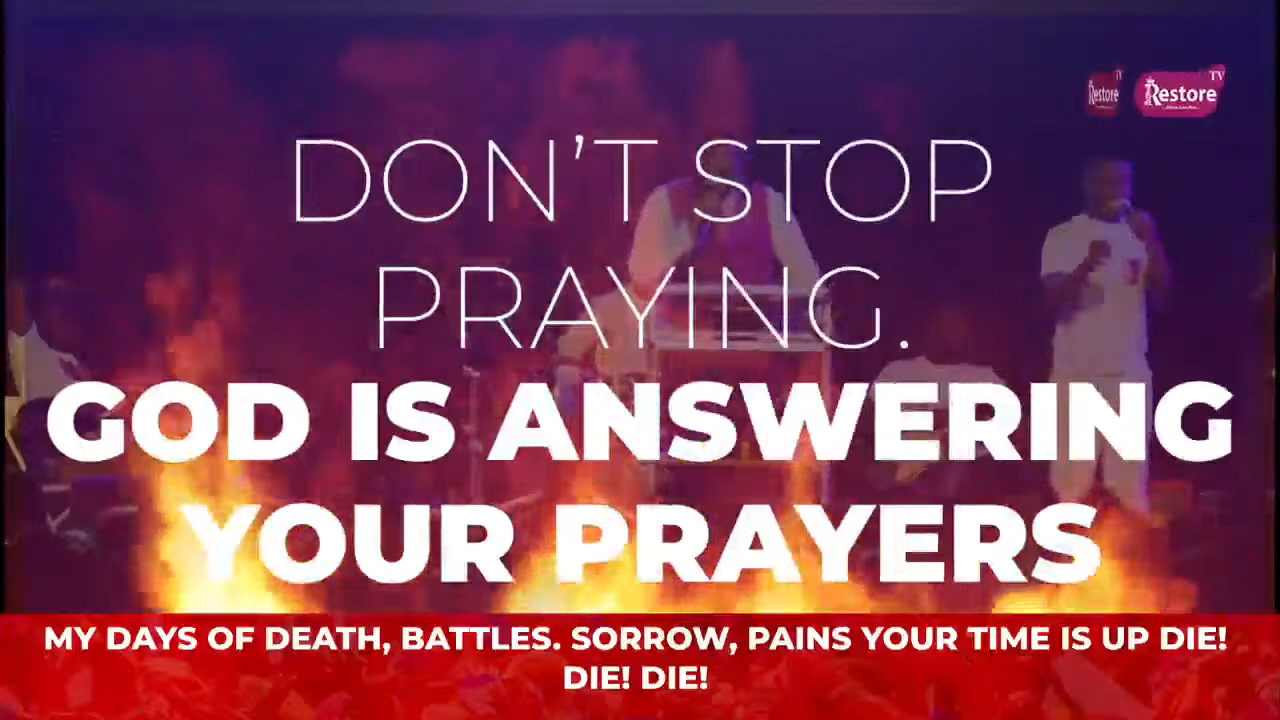 TV
Restore
TV
Restore
DON'T STOP
PRAYING.
GOD IS ANSWERING
YOUR PRAYERS
MY DAYS OF DEATH, BATTLES. SORROW, PAINS YOUR TIME IS UP DIE!
DIE! DIE!